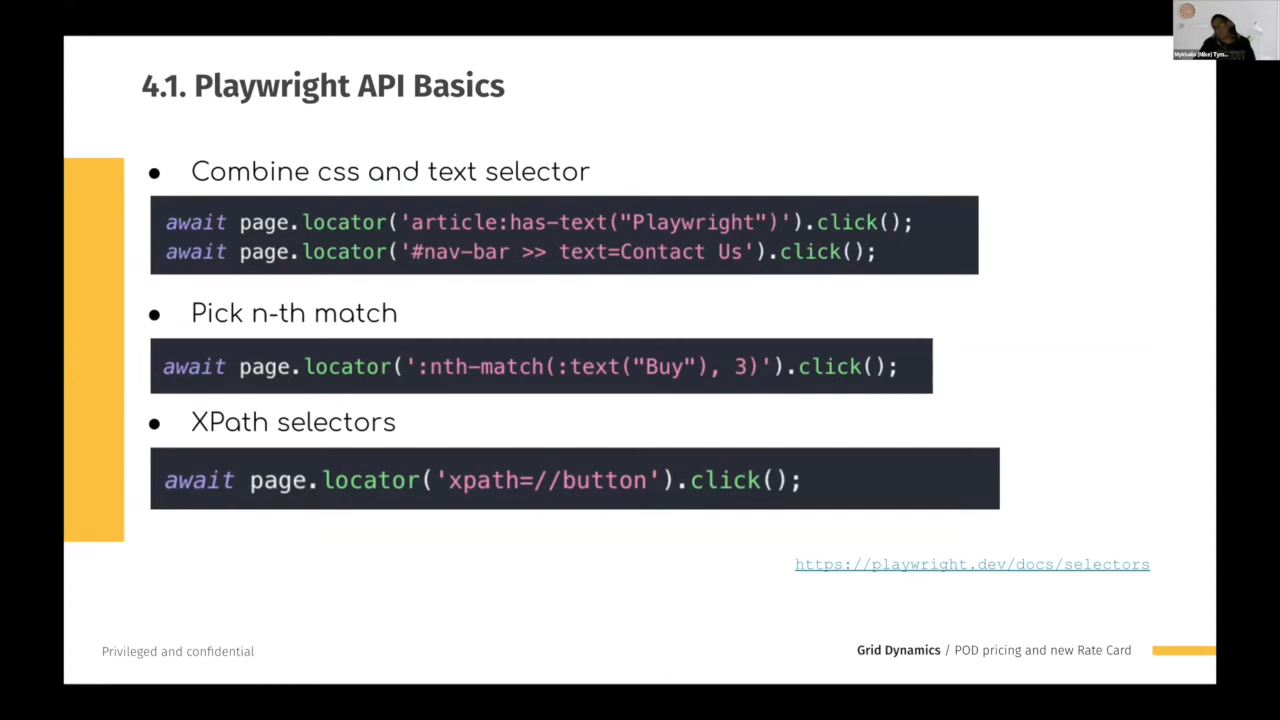 Mykhailo (Mike) Tym...
4.1. Playwright API Basics
● Combine css and text selector
await page.locator('article:has-text("Playwright")').click();
await page.locator('#nav-bar >> text=Contact Us').click();
● Pick n-th match
await page.locator(':nth-match(:text("Buy"), 3)').click();
● XPath selectors
await page.locator('xpath=//button').click();
https://playwright.dev/docs/selectors
Privileged and confidential
Grid Dynamics / POD pricing and new Rate Card